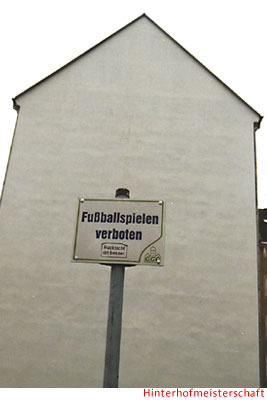 Fußballspielen
verboten
Rücksicht
ist besser
Hinterhofmeisterschaft